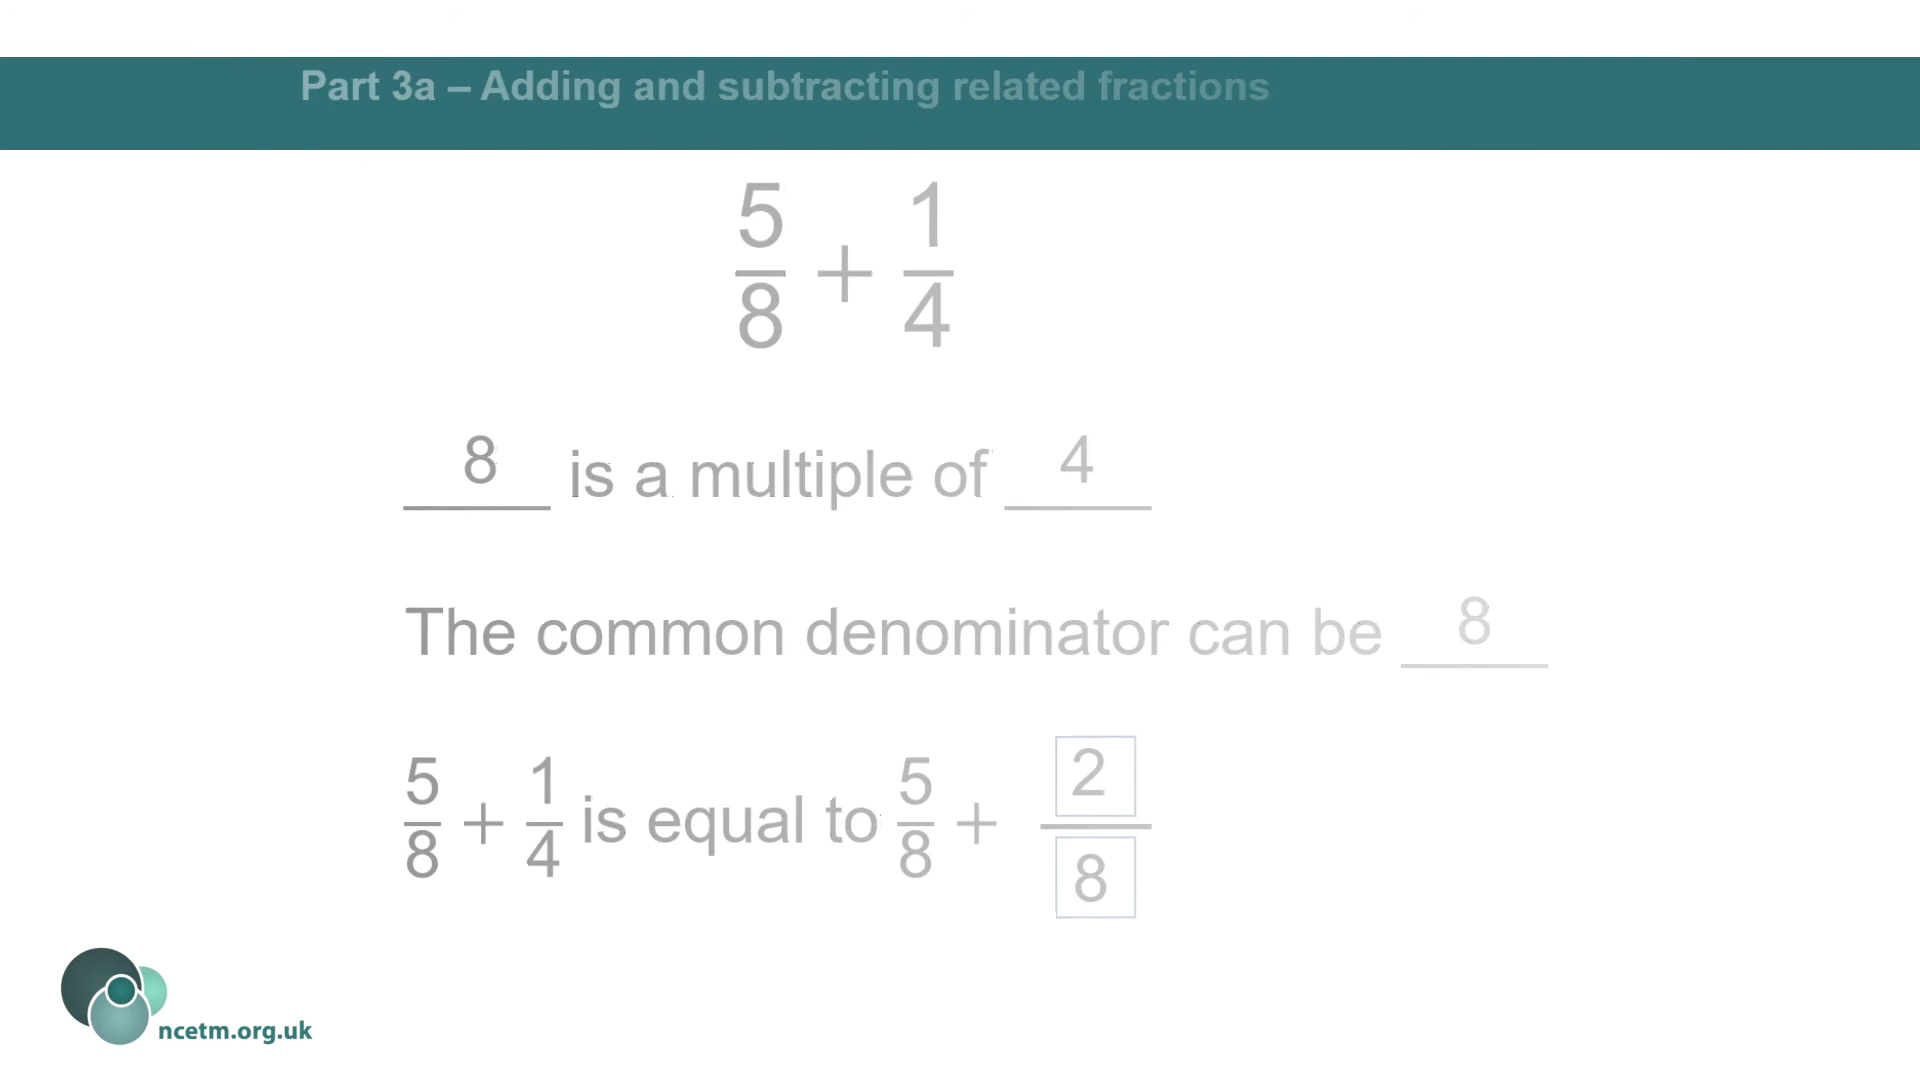 Part 3a – Adding and subtracting related fractions
5/8 + 1/4
8 is a multiple of 4
The common denominator can be 8
5/8 + 1/4 is equal to 5/8 + 2/8
ncetm.org.uk